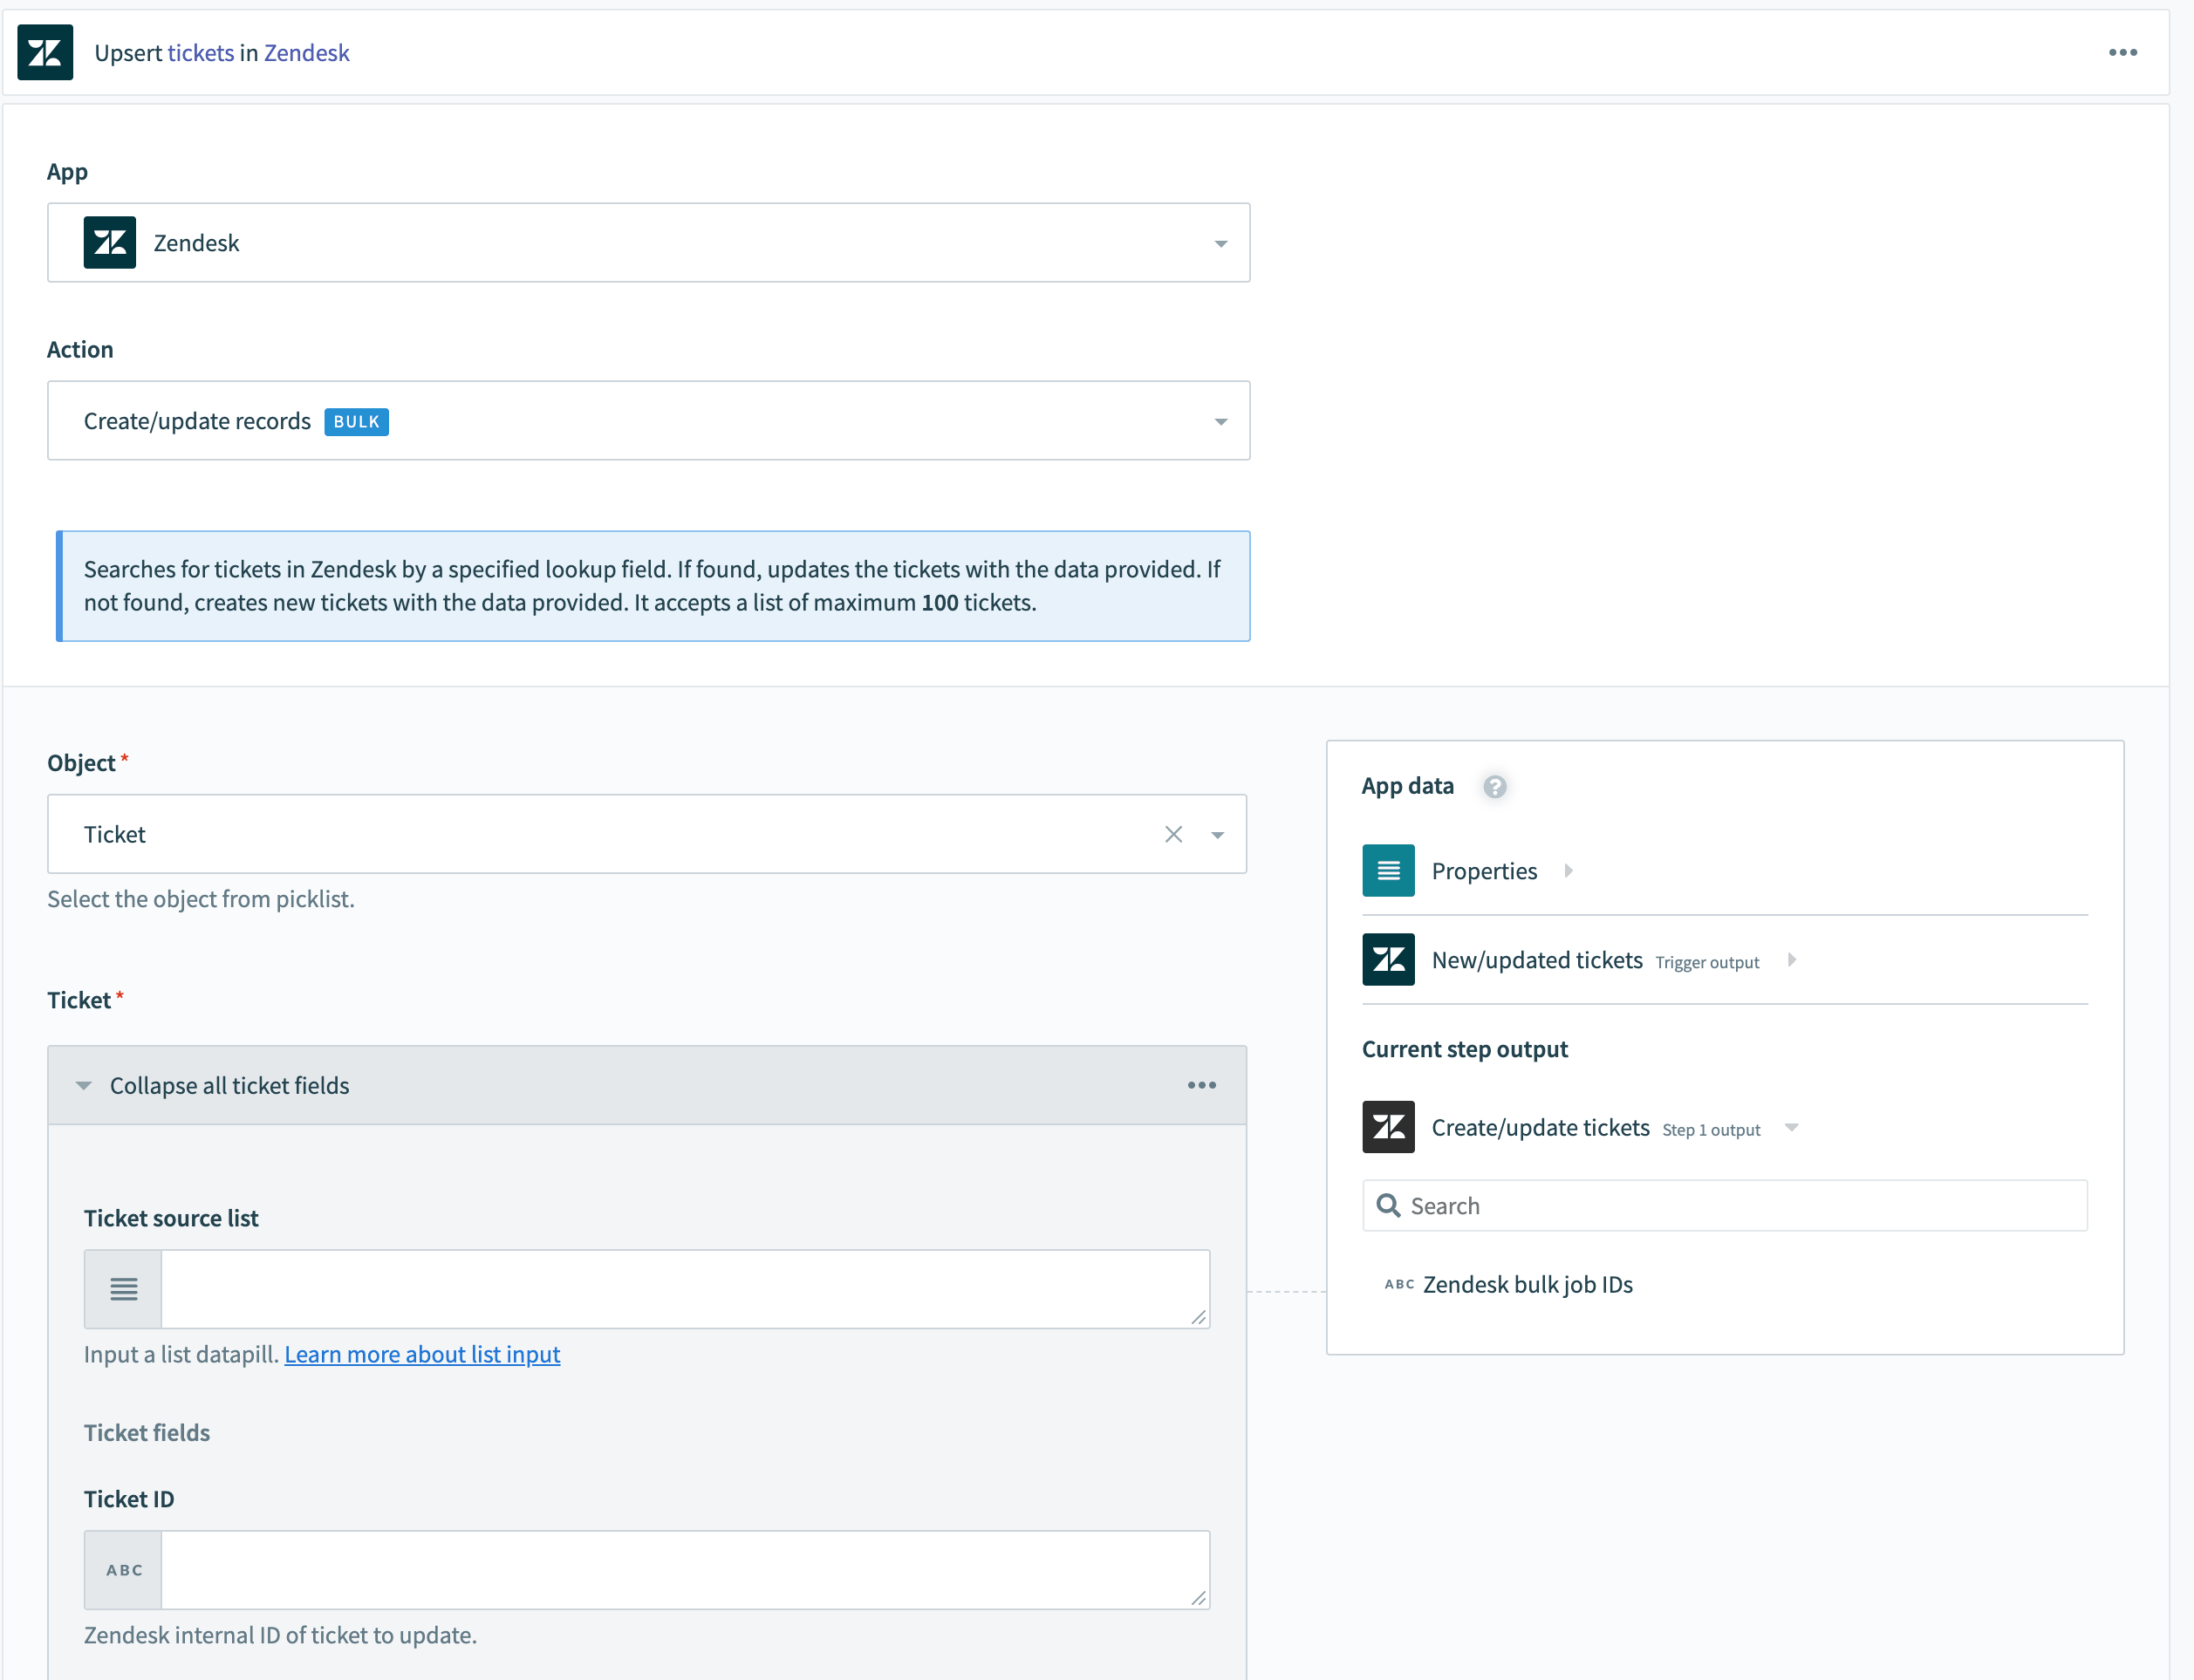 Upsert tickets in Zendesk
App
Zendesk
Action
Create/update records BULK
Searches for tickets in Zendesk by a specified lookup field. If found, updates the tickets with the data provided. If
not found, creates new tickets with the data provided. It accepts a list of maximum 100 tickets.
Object *
Ticket
Select the object from picklist.
Ticket *
Collapse all ticket fields
Ticket source list
Input a list datapill. Learn more about list input
Ticket fields
Ticket ID
ABC
Zendesk internal ID of ticket to update.
App data ?
Properties
New/updated tickets Trigger output
Current step output
Create/update tickets Step 1 output
Search
ABC Zendesk bulk job IDs